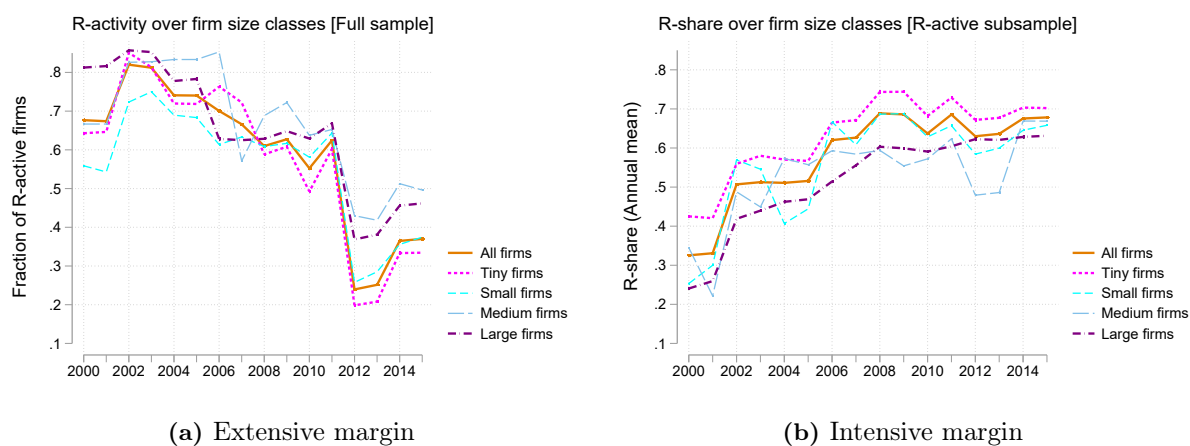 R-activity over firm size classes [Full sample]
Fraction of R-active firms
.8
.7
.6
.5
.4
.3
.2
.1
2000 2002 2004 2006 2008 2010 2012 2014
All firms
Tiny firms
Small firms
Medium firms
Large firms
(a) Extensive margin
R-share over firm size classes [R-active subsample]
R-share (Annual mean)
.8
.7
.6
.5
.4
.3
.2
.1
2000 2002 2004 2006 2008 2010 2012 2014
All firms
Tiny firms
Small firms
Medium firms
Large firms
(b) Intensive margin